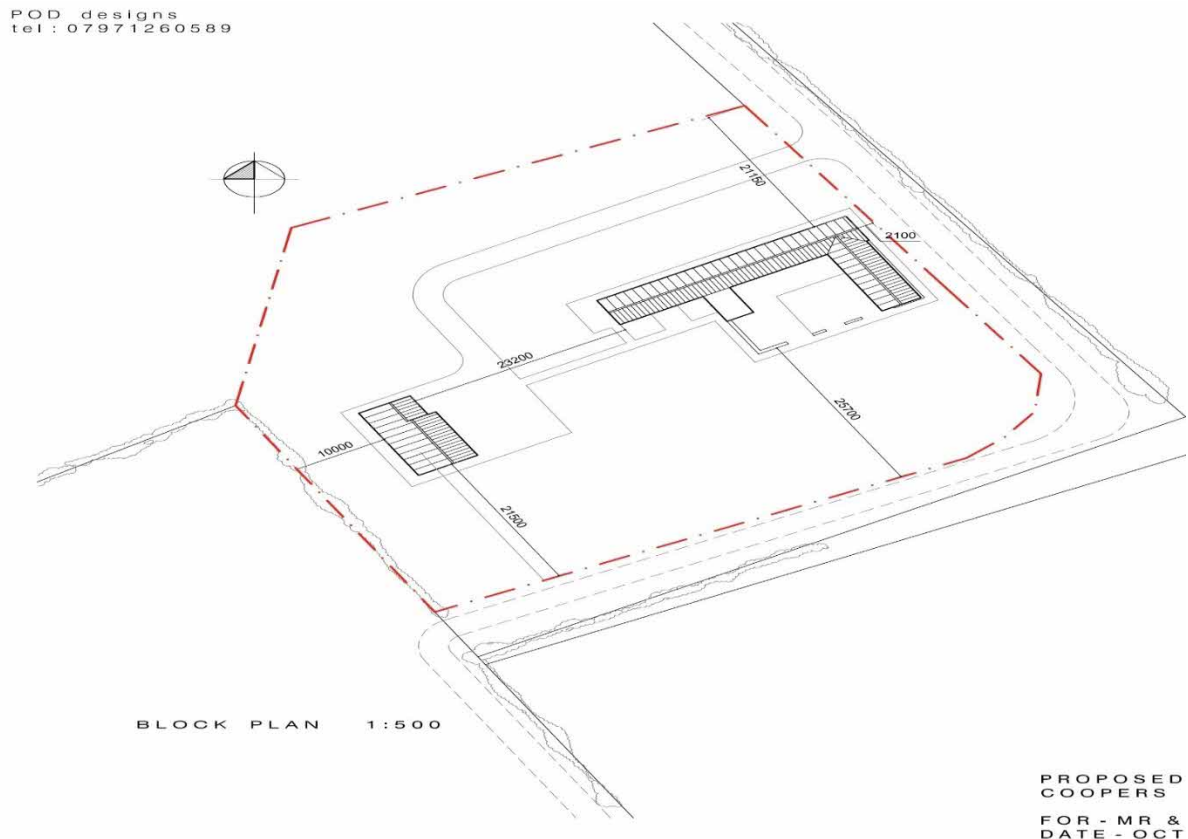 POD designs
tel : 07971260589
21150
2100
23200
25700
10000
21500
BLOCK PLAN 1:500
PROPOSED
COOPERS
FOR - MR &
DATE - OCT